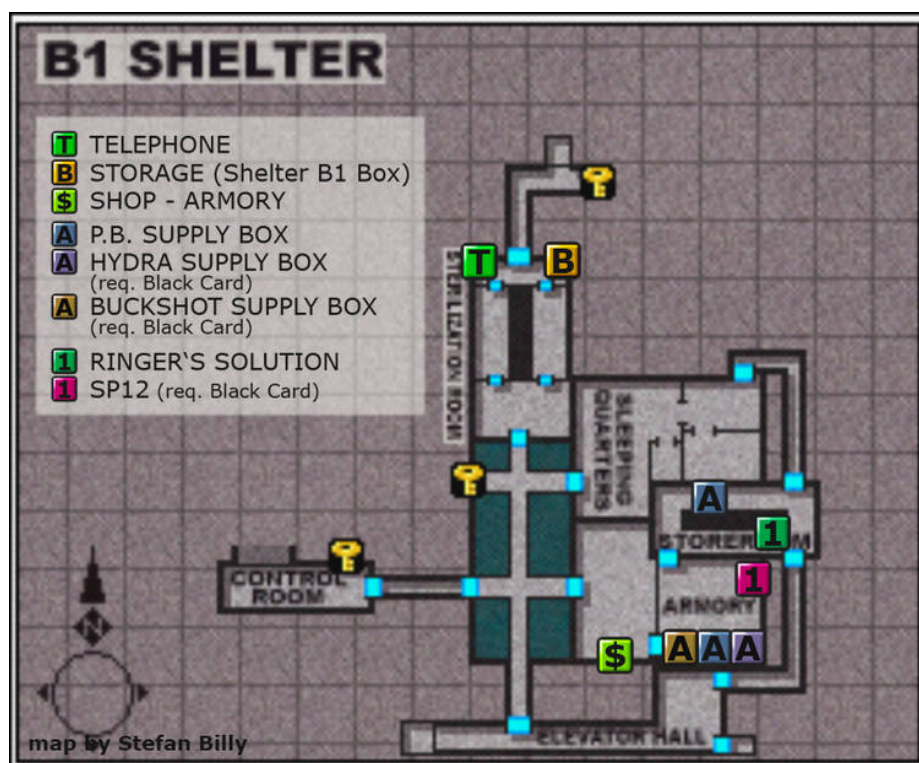 B1 SHELTER
T TELEPHONE
B STORAGE (Shelter B1 Box)
$ SHOP - ARMORY
A P.B. SUPPLY BOX
A HYDRA SUPPLY BOX
(req. Black Card)
A BUCKSHOT SUPPLY BOX
(req. Black Card)
1 RINGER'S SOLUTION
1 SP12 (req. Black Card)
T
B
STERILIZATION ROOM
SLEEPING
QUARTERS
A
1
STOREROOM
CONTROL
ROOM
1
ARMORY
$
A A A
N
ELEVATOR HALL
map by Stefan Billy